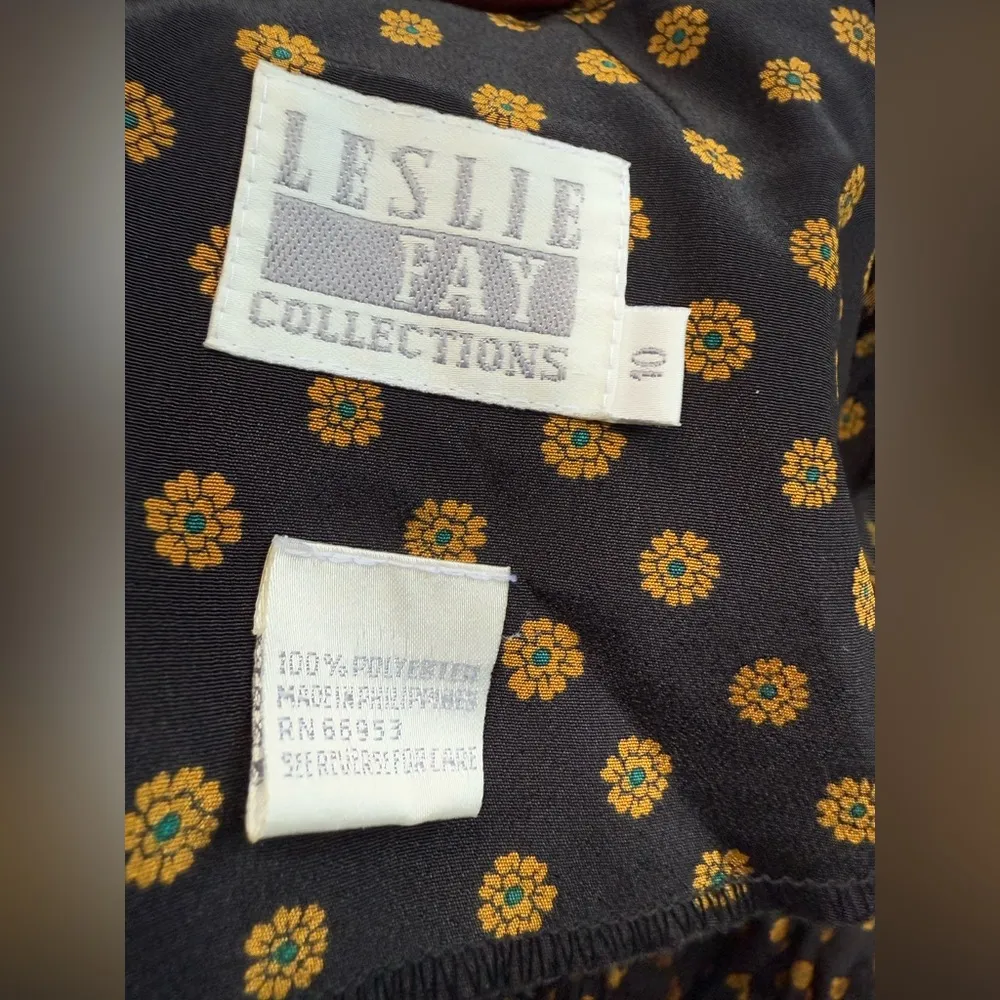 LESLIE
FAY
COLLECTIONS
10
100% POLYESTER
MADE IN PHILIPPINES
RN 66953
SEE REVERSE FOR CARE